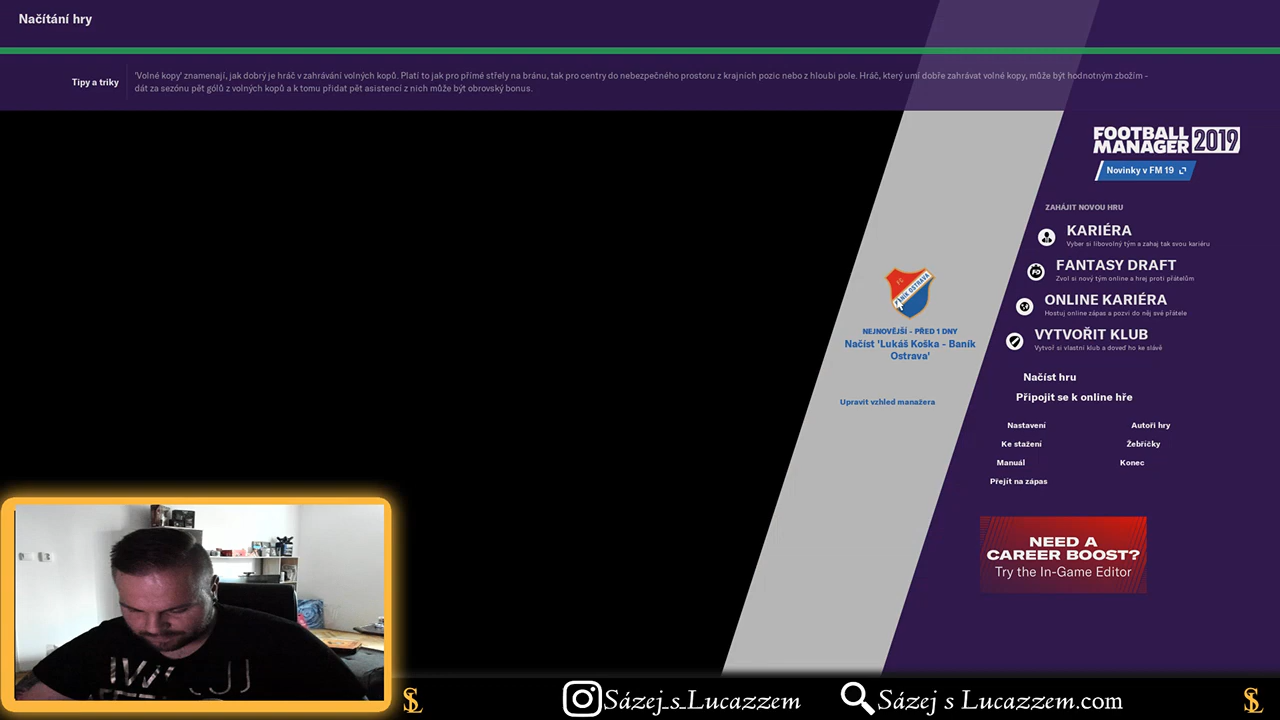 Načítání hry
Tipy a triky
'Volné kopy' znamenají, jak dobrý je hráč v zahrávání volných kopů. Platí to jak pro přímé střely na bránu, tak pro centry do nebezpečného prostoru z krajních pozic nebo z hloubi pole. Hráč, který umí dobře zahrávat volné kopy, může být hodnotným zbožím -
dát za sezónu pět gólů z volných kopů a k tomu přidat pět asistencí z nich může být obrovský bonus.
FOOTBALL
MANAGER 2019
Novinky v FM 19
ZAHÁJIT NOVOU HRU
KARIÉRA
Vyber si libovolný tým a zahaj tak svou kariéru
FANTASY DRAFT
Zvol si nový tým online a hrej proti přátelům
ONLINE KARIÉRA
Hostuj online zápas a pozvi do něj své přátele
VYTVOŘIT KLUB
Vytvoř si vlastní klub a doveď ho ke slávě
FC
BANÍK OSTRAVA
NEJNOVĚJŠÍ - PŘED 1 DNY
Načíst 'Lukáš Koška - Baník
Ostrava'
Upravit vzhled manažera
Načíst hru
Připojit se k online hře
Nastavení
Autoři hry
Ke stažení
Žebříčky
Manuál
Konec
Přejít na zápas
NEED A
CAREER BOOST?
Try the In-Game Editor
Sázej_s_Lucazzem
Sázej s Lucazzem.com